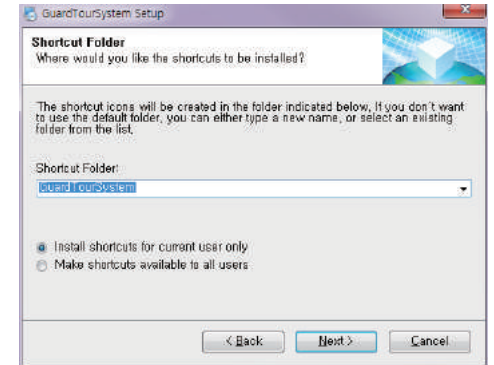 GuardTourSystem Setup
Shortcut Folder
Where would you like the shortcuts to be installed?
The shortcut icons will be created in the folder indicated below, If you don't want
to use the default folder, you can either type a new name, or select an existing
folder from the list,
Shortcut Folder:
GuardTourSystem
Install shortcuts for current user only
Make shortcuts available to all users
< Back
Next >
Cancel